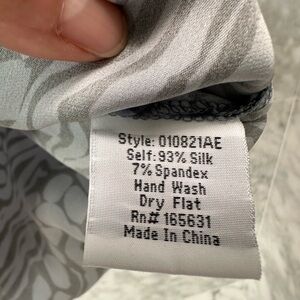 Style: 010821AE
Self: 93% Silk
7% Spandex
Hand Wash
Dry Flat
Rn# 165631
Made In China